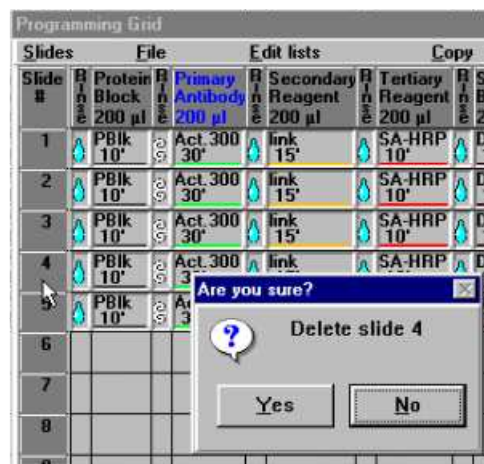 Programming Grid
Slides File Edit lists Copy
Slide # Rinse Protein Block 200 µl Rinse Primary Antibody 200 µl Rinse Secondary Reagent 200 µl Rinse Tertiary Reagent 200 µl Rinse
1 PBlk 10' Act.300 30' link 15' SA-HRP 10'
2 PBlk 10' Act.300 30' link 15' SA-HRP 10'
3 PBlk 10' Act.300 30' link 15' SA-HRP 10'
4 PBlk 10' Act.300 link SA-HRP
5 PBlk 10'
6
7
8
Are you sure?
Delete slide 4
Yes No